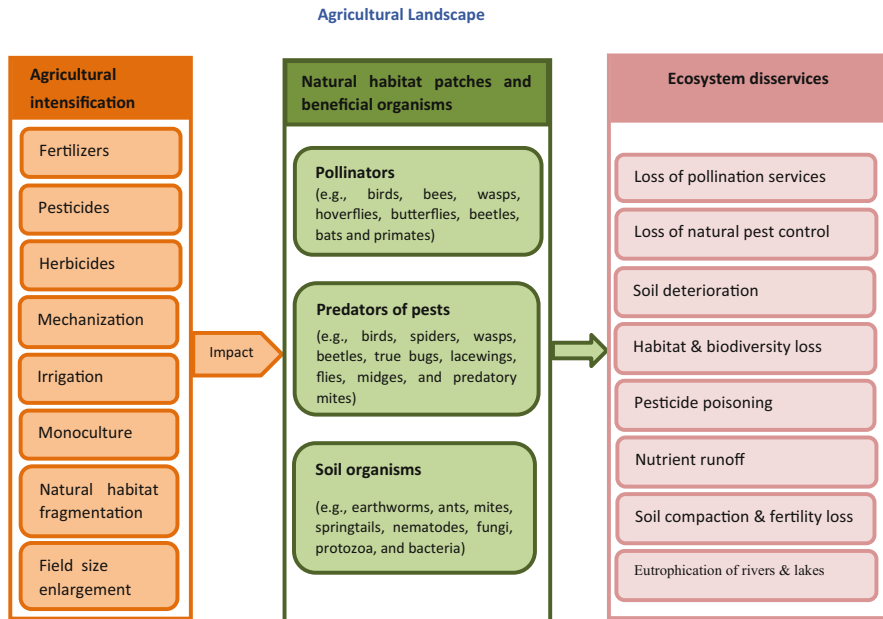 Agricultural Landscape
Agricultural
intensification
Fertilizers
Pesticides
Herbicides
Mechanization
Irrigation
Monoculture
Natural habitat
fragmentation
Field size
enlargement
Impact
Natural habitat patches and
beneficial organisms
Pollinators
(e.g., birds, bees, wasps,
hoverflies, butterflies, beetles,
bats and primates)
Predators of pests
(e.g., birds, spiders, wasps,
beetles, true bugs, lacewings,
flies, midges, and predatory
mites)
Soil organisms
(e.g., earthworms, ants, mites,
springtails, nematodes, fungi,
protozoa, and bacteria)
Ecosystem disservices
Loss of pollination services
Loss of natural pest control
Soil deterioration
Habitat & biodiversity loss
Pesticide poisoning
Nutrient runoff
Soil compaction & fertility loss
Eutrophication of rivers & lakes